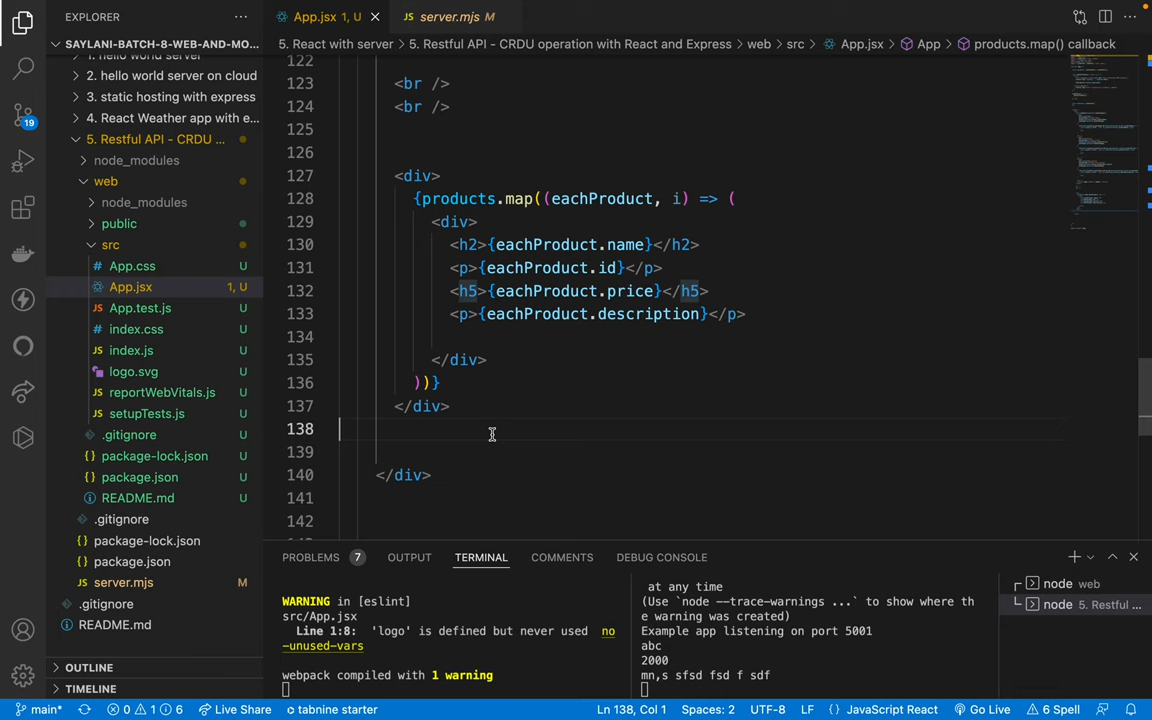 EXPLORER
SAYLANI-BATCH-8-WEB-AND-MO...
1. hello world server
2. hello world server on cloud
3. static hosting with express
4. React Weather app with e...
5. Restful API - CRDU ...
node_modules
web
node_modules
public
src
App.css U
App.jsx 1, U
App.test.js U
index.css U
index.js U
logo.svg U
reportWebVitals.js U
setupTests.js U
.gitignore U
package-lock.json U
package.json U
README.md U
.gitignore
package-lock.json
package.json
server.mjs M
.gitignore
README.md
OUTLINE
TIMELINE
19
App.jsx 1, U
server.mjs M
5. React with server > 5. Restful API - CRDU operation with React and Express > web > src > App.jsx > App > products.map() callback
122
123 <br />
124 <br />
125
126
127 <div>
128 {products.map((eachProduct, i) => (
129 <div>
130 <h2>{eachProduct.name}</h2>
131 <p>{eachProduct.id}</p>
132 <h5>{eachProduct.price}</h5>
133 <p>{eachProduct.description}</p>
134
135 </div>
136 ))}
137 </div>
138
139
140 </div>
141
142
PROBLEMS 7 OUTPUT TERMINAL COMMENTS DEBUG CONSOLE
WARNING in [eslint]
src/App.jsx
Line 1:8: 'logo' is defined but never used no
-unused-vars
webpack compiled with 1 warning
at any time
(Use `node --trace-warnings ...` to show where th
e warning was created)
Example app listening on port 5001
abc
2000
mn,s sfsd fsd f sdf
node web
node 5. Restful ...
main* 0 1 6 Live Share tabnine starter Ln 138, Col 1 Spaces: 2 UTF-8 LF {} JavaScript React Go Live 6 Spell